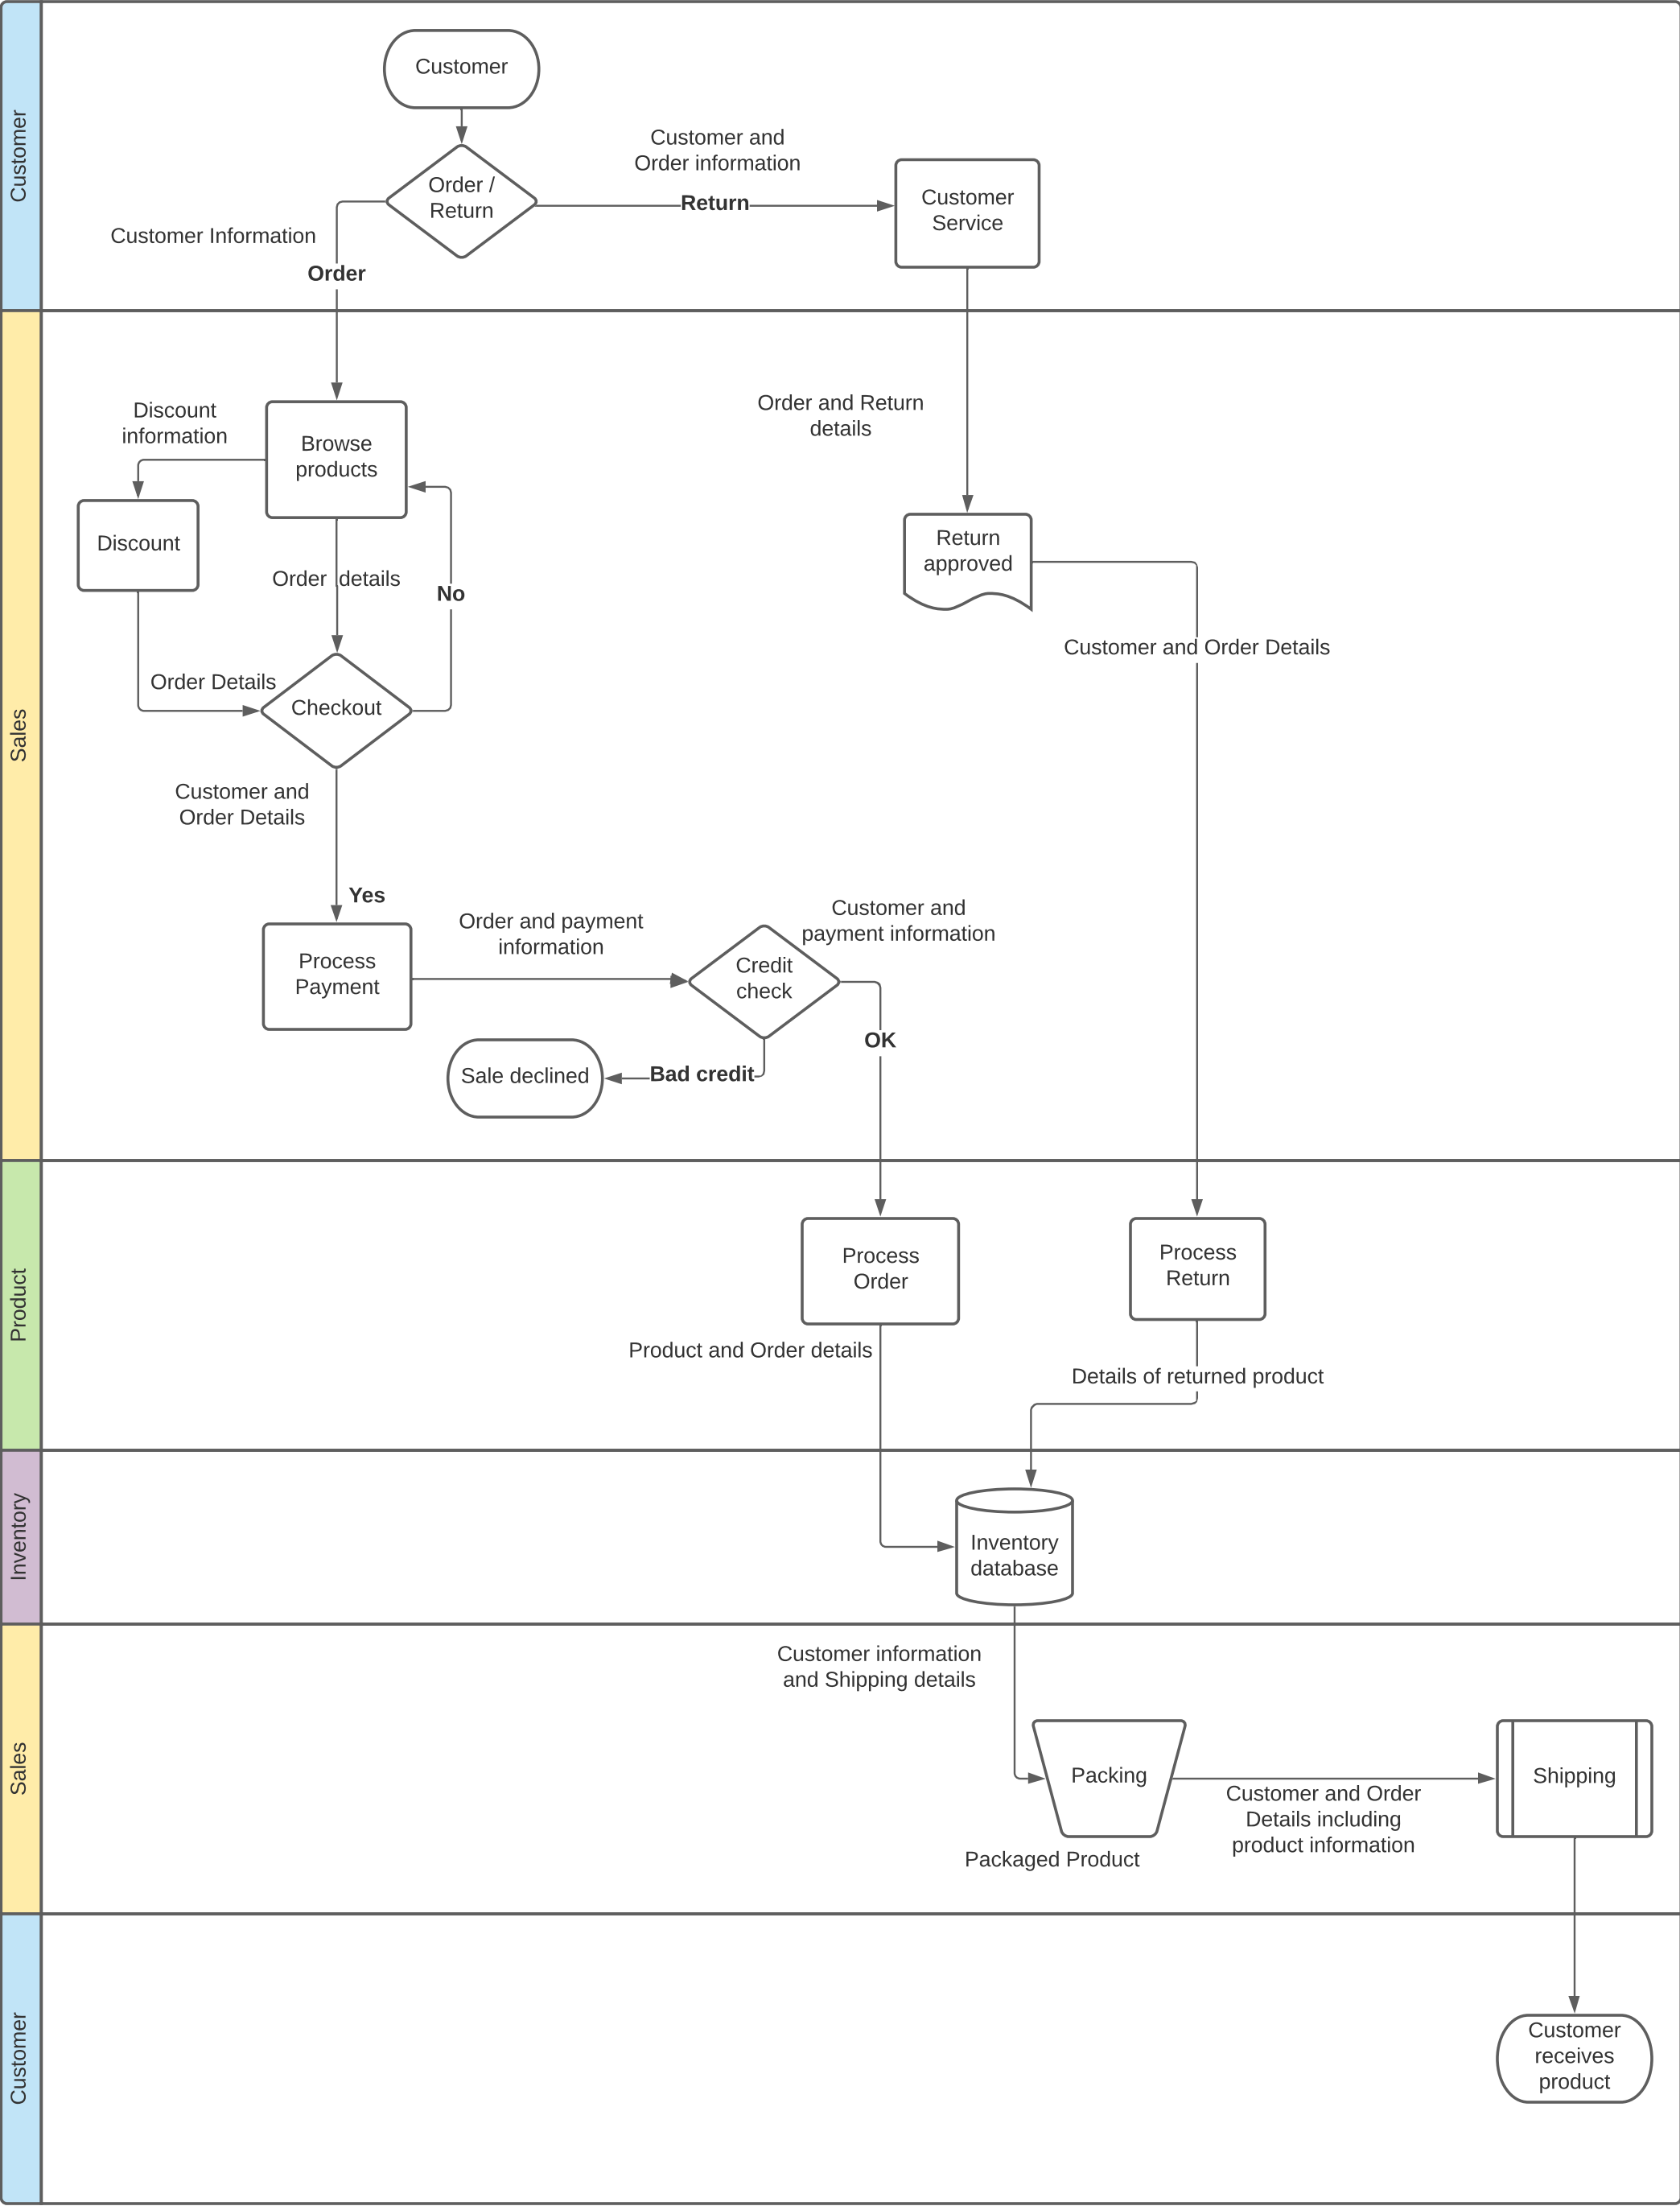 Customer
Customer
Customer and
Order information
Order /
Return
Return
Customer
Service
Customer Information
Order
Sales
Discount
information
Browse
products
Order and Return
details
Discount
Return
approved
Order details
No
Customer and Order Details
Order Details
Checkout
Customer and
Order Details
Yes
Process
Payment
Order and payment
information
Credit
check
Customer and
payment information
OK
Sale declined
Bad credit
Product
Process
Order
Process
Return
Product and Order details
Details of returned product
Inventory
Inventory
database
Sales
Customer information
and Shipping details
Packing
Shipping
Customer and Order
Details including
product information
Packaged Product
Customer
Customer
receives
product